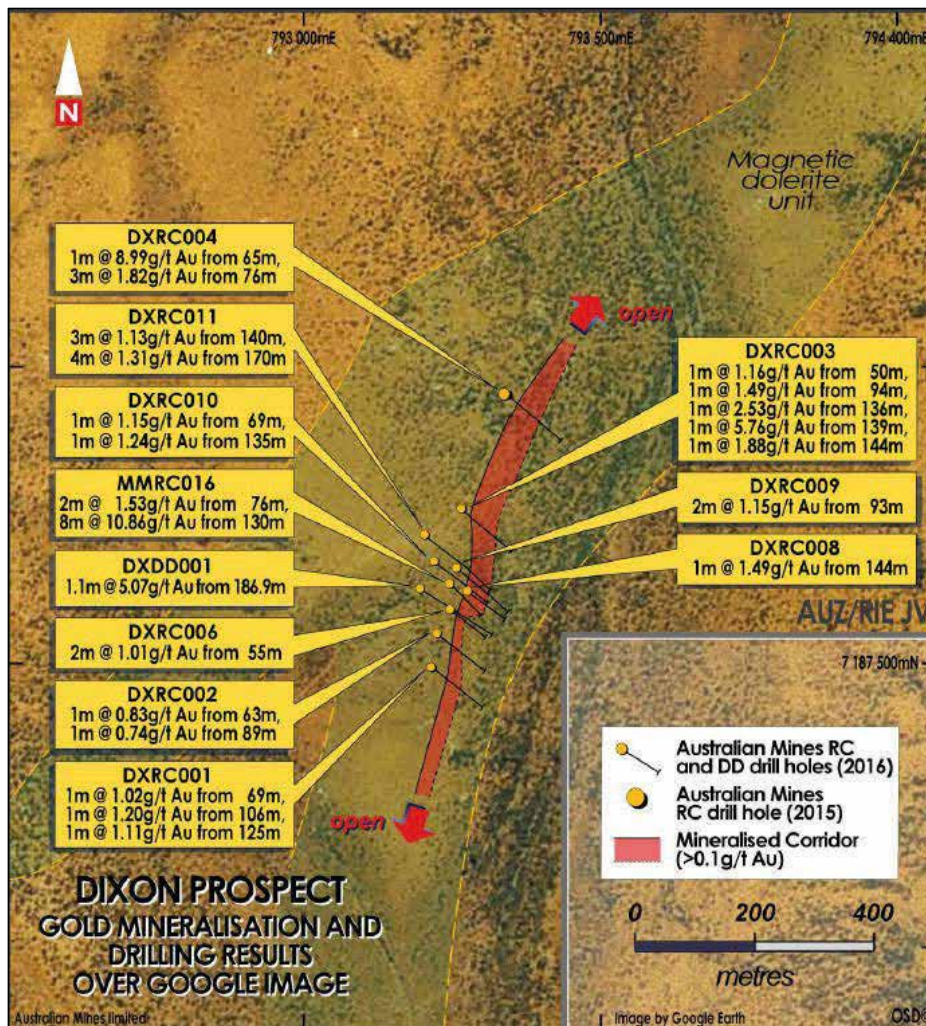 793 000mE
793 500mE
794 400mE
N
Magnetic
dolerite
unit
DXRC004
1m @ 8.99g/t Au from 65m,
3m @ 1.82g/t Au from 76m
open
DXRC011
3m @ 1.13g/t Au from 140m,
4m @ 1.31g/t Au from 170m
DXRC003
1m @ 1.16g/t Au from 50m,
1m @ 1.49g/t Au from 94m,
1m @ 2.53g/t Au from 136m,
1m @ 5.76g/t Au from 139m,
1m @ 1.88g/t Au from 144m
DXRC010
1m @ 1.15g/t Au from 69m,
1m @ 1.24g/t Au from 135m
MMRC016
2m @ 1.53g/t Au from 76m,
8m @ 10.86g/t Au from 130m
DXRC009
2m @ 1.15g/t Au from 93m
DXRC008
1m @ 1.49g/t Au from 144m
DXDD001
1.1m @ 5.07g/t Au from 186.9m
AUZ/RIE JV
DXRC006
2m @ 1.01g/t Au from 55m
7 187 500mN
DXRC002
1m @ 0.83g/t Au from 63m,
1m @ 0.74g/t Au from 89m
DXRC001
1m @ 1.02g/t Au from 69m,
1m @ 1.20g/t Au from 106m,
1m @ 1.11g/t Au from 125m
open
Australian Mines RC
and DD drill holes (2016)
Australian Mines
RC drill hole (2015)
Mineralised Corridor
(>0.1g/t Au)
0 200 400
metres
DIXON PROSPECT
GOLD MINERALISATION AND
DRILLING RESULTS
OVER GOOGLE IMAGE
Australian Mines limited
Image by Google Earth